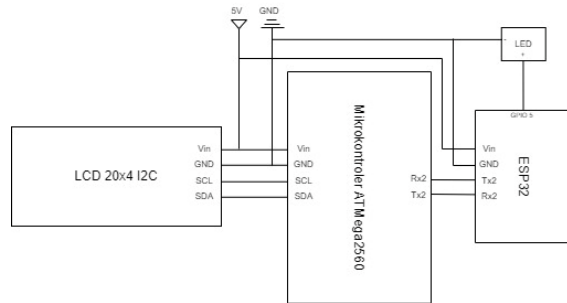 5V
GND
LED
GPIO 5
LCD 20x4 I2C
Vin
GND
SCL
SDA
Vin
GND
SCL
SDA
Mikrokontroler ATMega2560
Rx2
Tx2
Vin
GND
Tx2
Rx2
ESP32